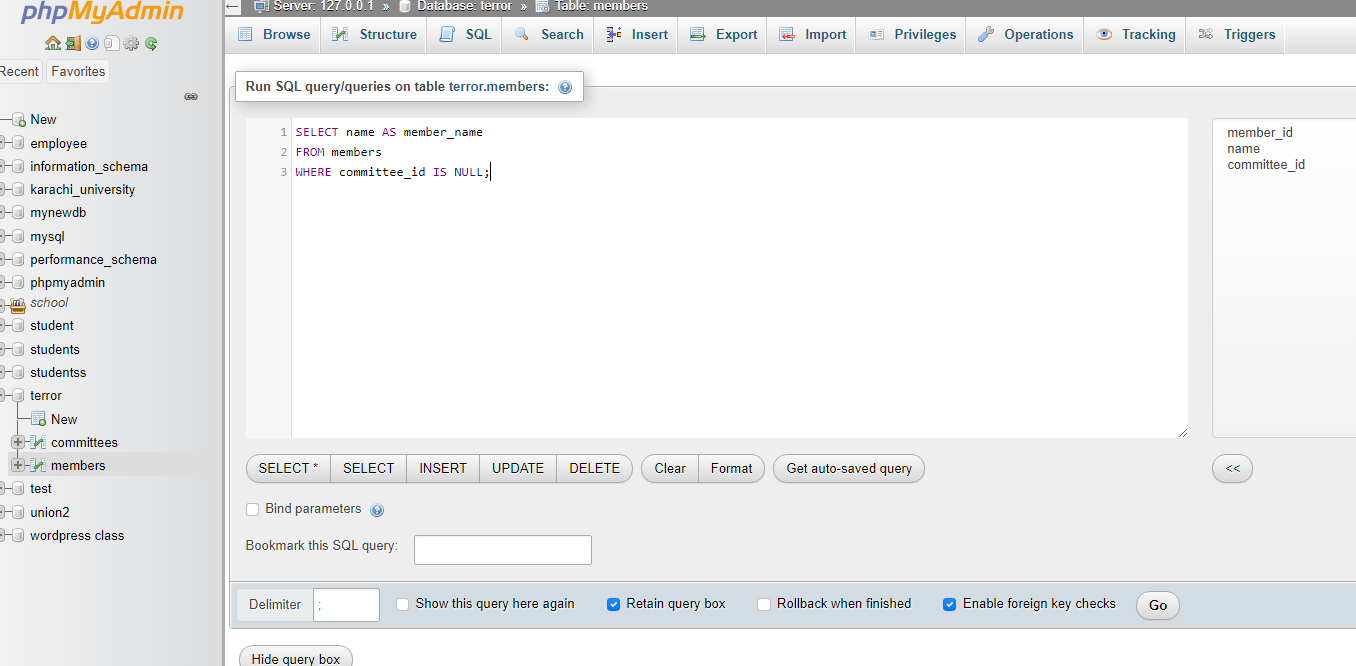 phpMyAdmin
Server: 127.0.0.1 » Database: terror » Table: members
Browse Structure SQL Search Insert Export Import Privileges Operations Tracking Triggers
Recent Favorites
Run SQL query/queries on table terror.members:
New
employee
information_schema
karachi_university
mynewdb
mysql
performance_schema
phpmyadmin
school
student
students
studentss
terror
New
committees
members
test
union2
wordpress class
1 SELECT name AS member_name
2 FROM members
3 WHERE committee_id IS NULL;
member_id
name
committee_id
SELECT * SELECT INSERT UPDATE DELETE Clear Format Get auto-saved query <<
Bind parameters
Bookmark this SQL query:
Delimiter ; Show this query here again Retain query box Rollback when finished Enable foreign key checks Go
Hide query box